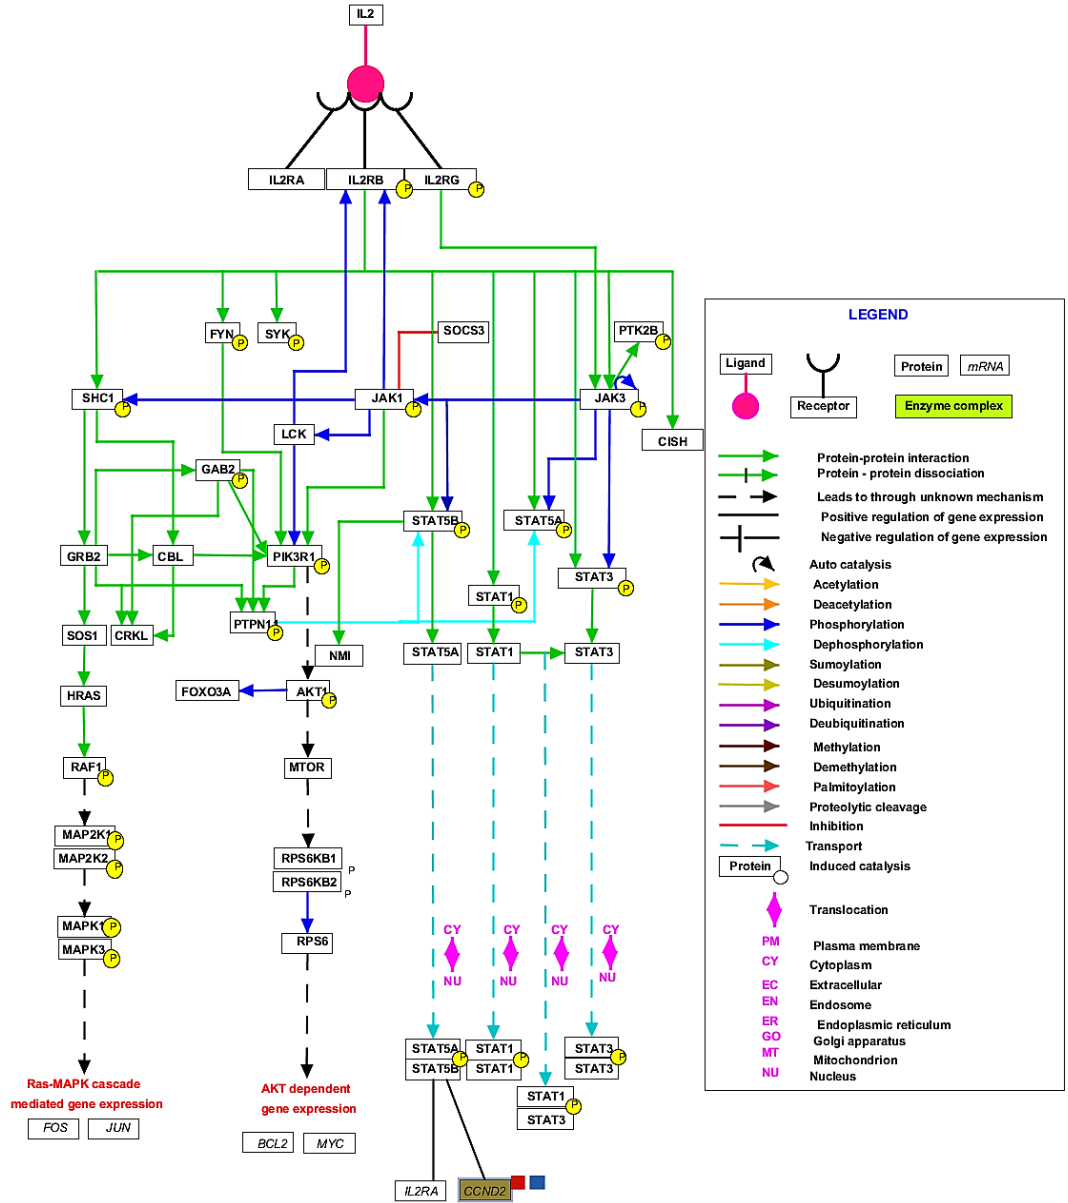 IL2
IL2RA
IL2RB
P
IL2RG
P
FYN
P
SYK
P
SOCS3
PTK2B
P
SHC1
P
JAK1
P
JAK3
P
LCK
CISH
GAB2
P
STAT5B
P
STAT5A
P
GRB2
CBL
PIK3R1
P
STAT3
P
STAT1
P
PTPN11
P
SOS1
CRKL
NMI
STAT5A
STAT1
STAT3
HRAS
FOXO3A
AKT1
P
RAF1
P
MTOR
MAP2K1
P
MAP2K2
P
RPS6KB1
P
RPS6KB2
P
MAPK1
P
MAPK3
P
RPS6
CY
NU
CY
NU
CY
NU
CY
NU
STAT5A
STAT5B
P
STAT1
STAT1
P
STAT3
STAT3
P
STAT1
STAT3
P
Ras-MAPK cascade
mediated gene expression
FOS
JUN
AKT dependent
gene expression
BCL2
MYC
IL2RA
CCND2
LEGEND
Ligand
Receptor
Protein
mRNA
Enzyme complex
Protein-protein interaction
Protein - protein dissociation
Leads to through unknown mechanism
Positive regulation of gene expression
Negative regulation of gene expression
Auto catalysis
Acetylation
Deacetylation
Phosphorylation
Dephosphorylation
Sumoylation
Desumoylation
Ubiquitination
Deubiquitination
Methylation
Demethylation
Palmitoylation
Proteolytic cleavage
Inhibition
Transport
Protein
Induced catalysis
Translocation
PM Plasma membrane
CY Cytoplasm
EC Extracellular
EN Endosome
ER Endoplasmic reticulum
GO Golgi apparatus
MT Mitochondrion
NU Nucleus